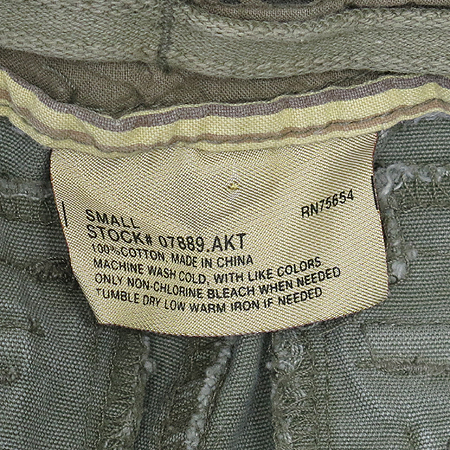 SMALL
RN75654
STOCK# 07889.AKT
100% COTTON, MADE IN CHINA
MACHINE WASH COLD, WITH LIKE COLORS
ONLY NON-CHLORINE BLEACH WHEN NEEDED
TUMBLE DRY LOW WARM IRON IF NEEDED